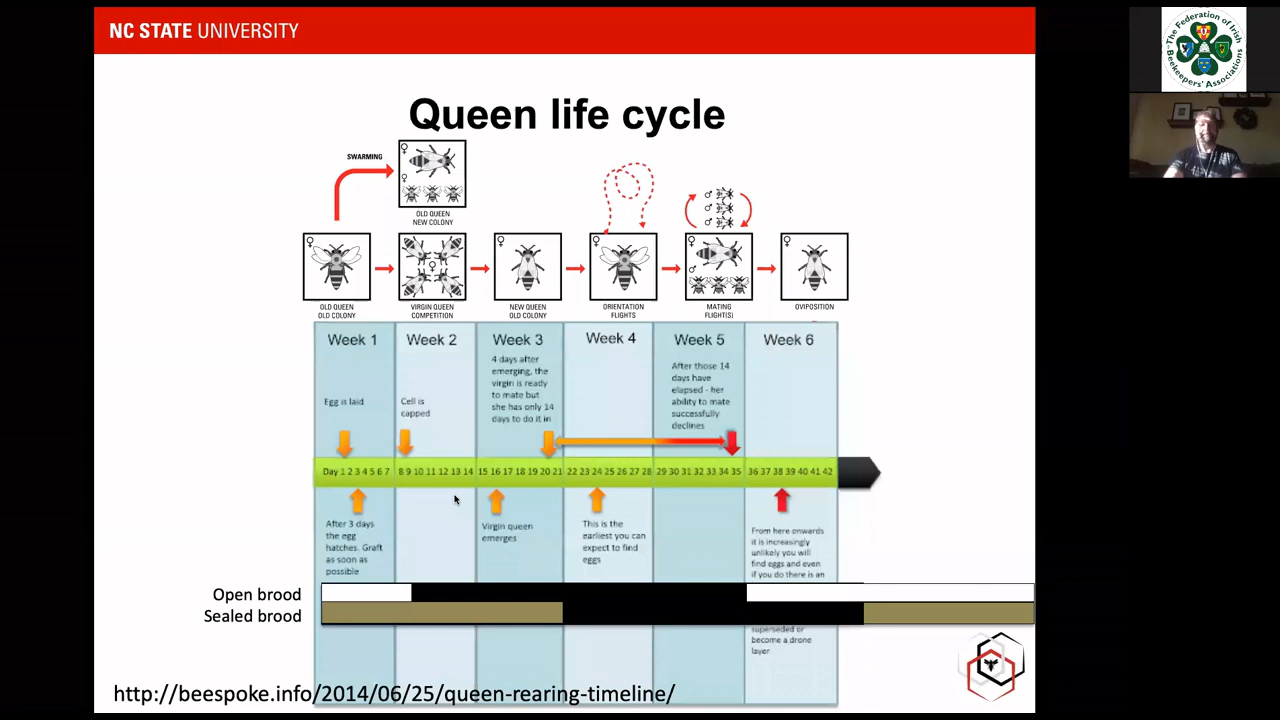 NC STATE UNIVERSITY
The Federation of Irish
Beekeepers' Associations
Queen life cycle
SWARMING
OLD QUEEN
NEW COLONY
OLD QUEEN
OLD COLONY
VIRGIN QUEEN
COMPETITION
NEW QUEEN
OLD COLONY
ORIENTATION
FLIGHTS
MATING
FLIGHT(S)
OVIPOSITION
Week 1
Week 2
Week 3
Week 4
Week 5
Week 6
Egg is laid
Cell is
capped
4 days after
emerging, the
virgin is ready
to mate but
she has only 14
days to do it in
After those 14
days have
elapsed - her
ability to mate
successfully
declines
Day 1 2 3 4 5 6 7 8 9 10 11 12 13 14 15 16 17 18 19 20 21 22 23 24 25 26 27 28 29 30 31 32 33 34 35 36 37 38 39 40 41 42
After 3 days
the egg
hatches. Graft
as soon as
possible
Virgin queen
emerges
This is the
earliest you can
expect to find
eggs
From here onwards
it is increasingly
unlikely you will
find eggs and even
if you do there is an
superseded or
become a drone
layer
Open brood
Sealed brood
http://beespoke.info/2014/06/25/queen-rearing-timeline/